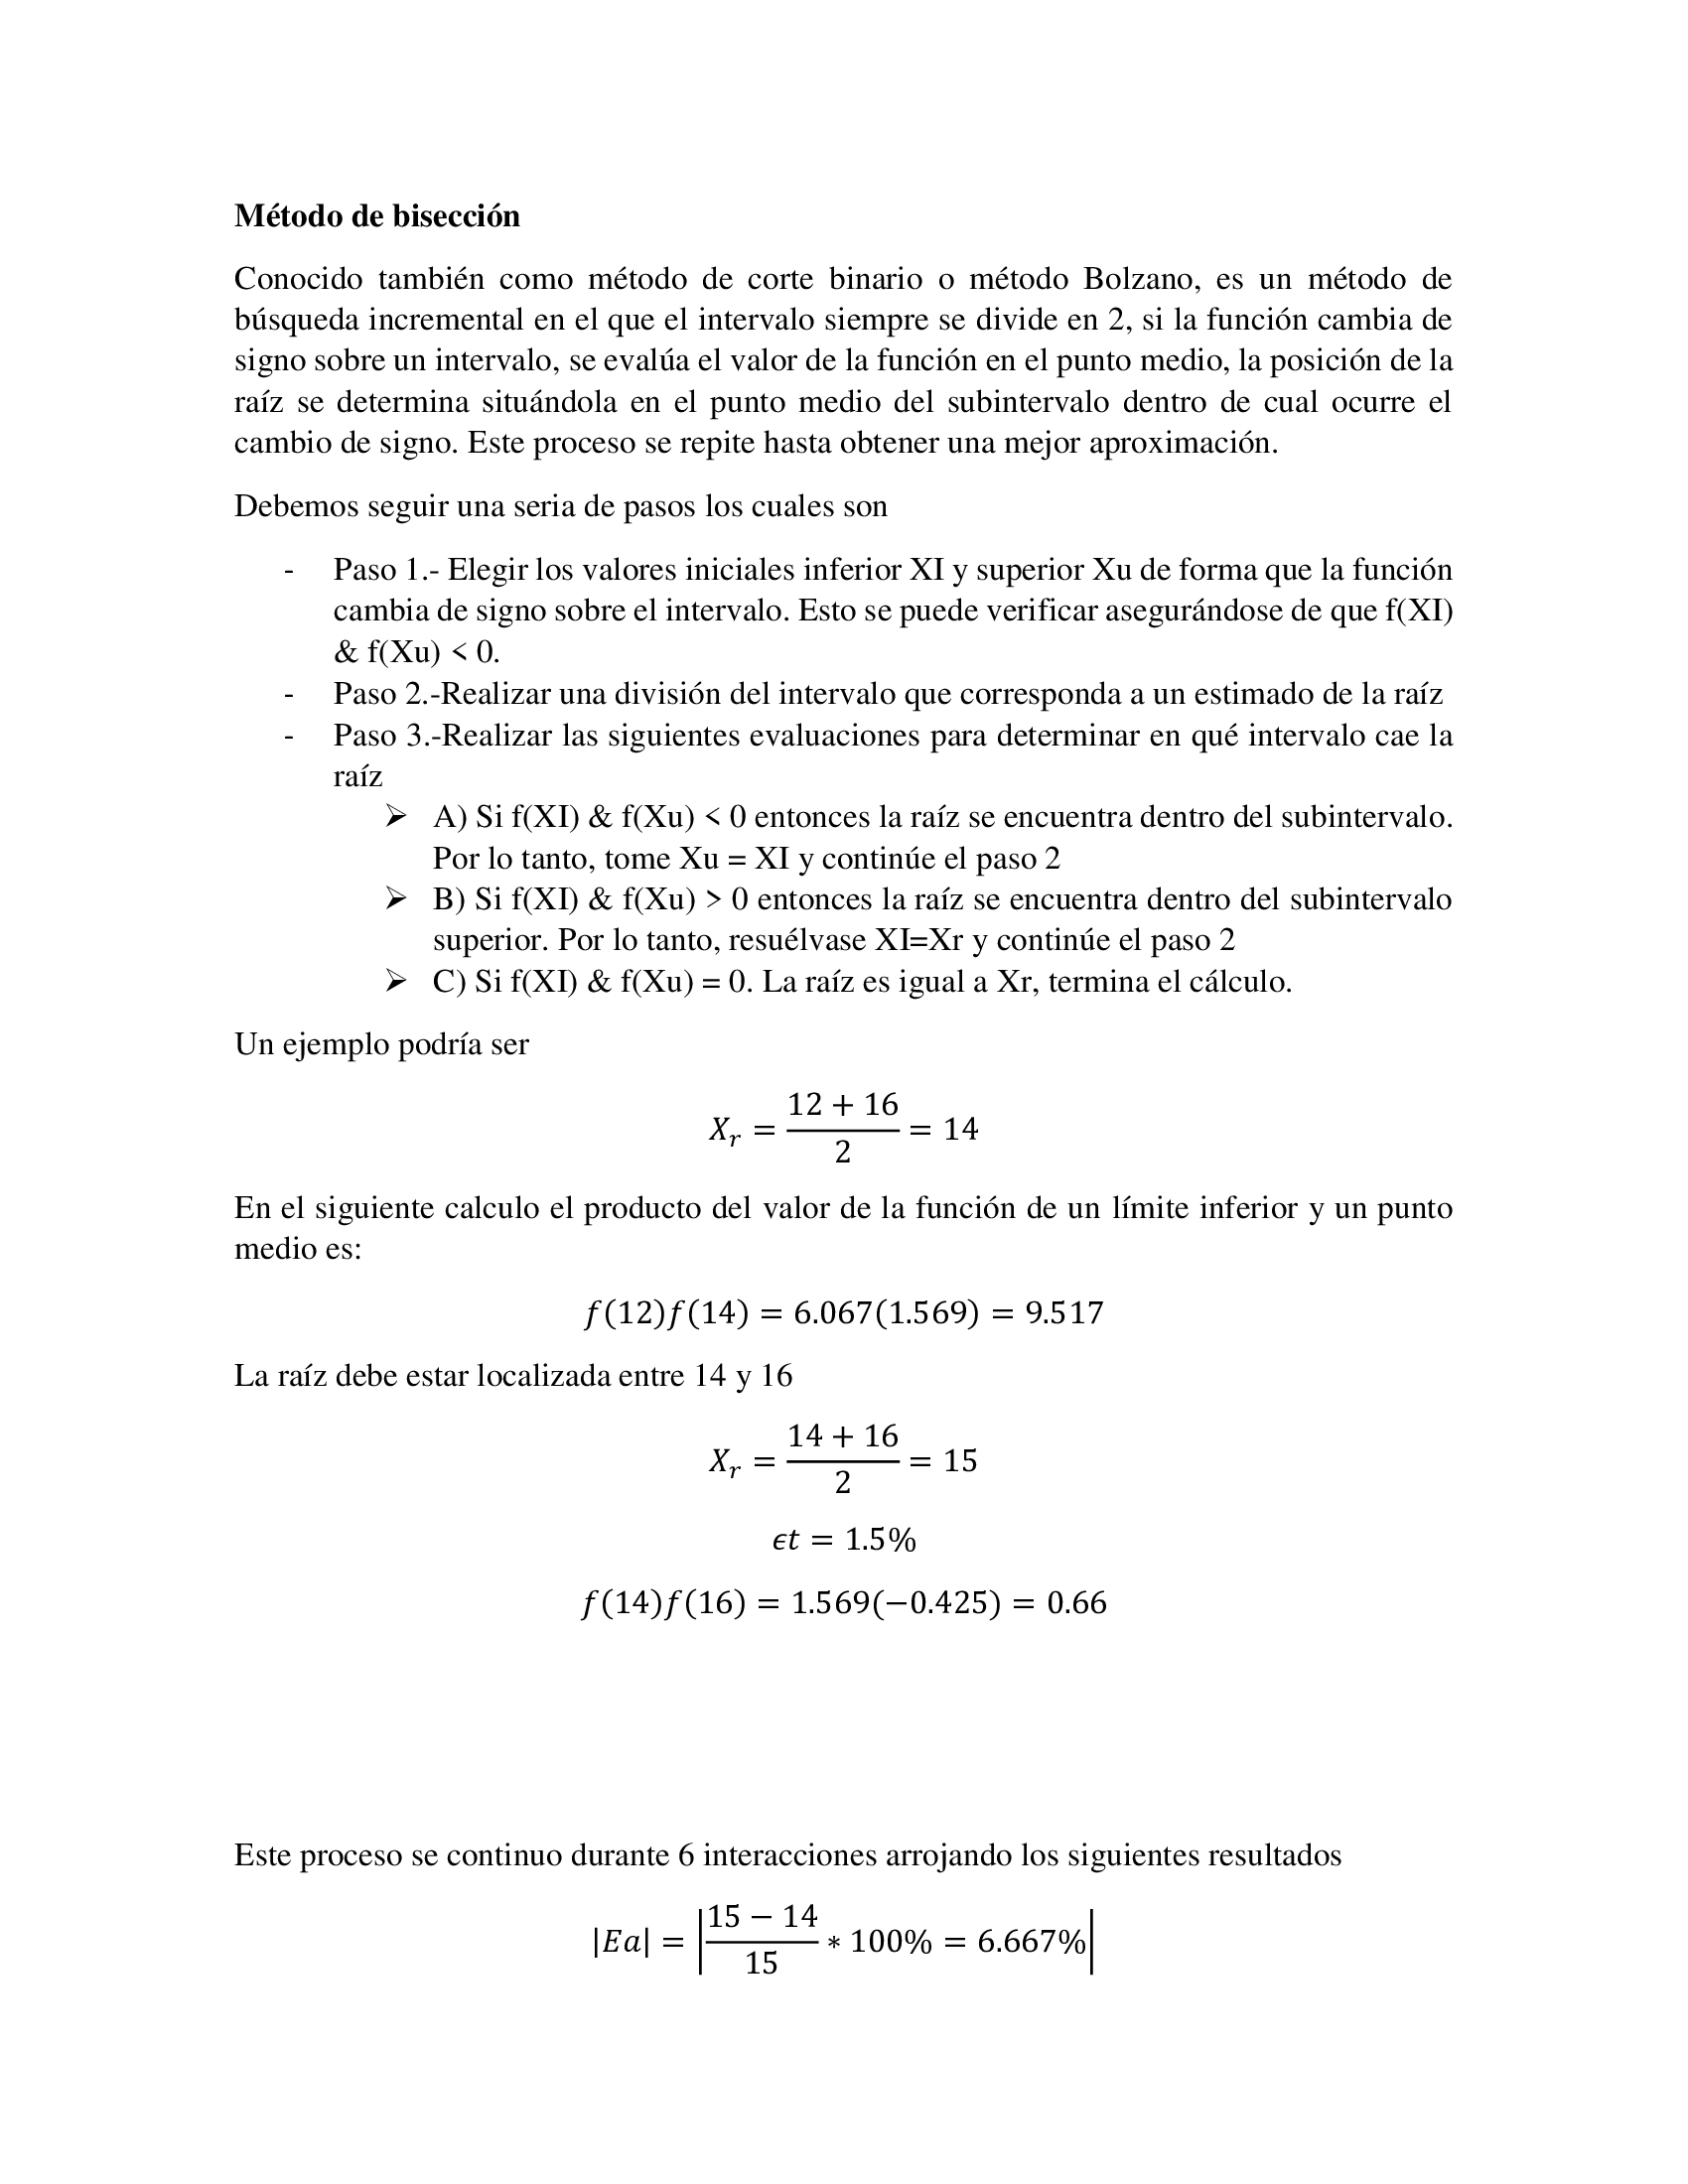 Método de bisección
Conocido también como método de corte binario o método Bolzano, es un método de
búsqueda incremental en el que el intervalo siempre se divide en 2, si la función cambia de
signo sobre un intervalo, se evalúa el valor de la función en el punto medio, la posición de la
raíz se determina situándola en el punto medio del subintervalo dentro de cual ocurre el
cambio de signo. Este proceso se repite hasta obtener una mejor aproximación.
Debemos seguir una seria de pasos los cuales son
- Paso 1.- Elegir los valores iniciales inferior XI y superior Xu de forma que la función
cambia de signo sobre el intervalo. Esto se puede verificar asegurándose de que f(XI)
& f(Xu) < 0.
- Paso 2.-Realizar una división del intervalo que corresponda a un estimado de la raíz
- Paso 3.-Realizar las siguientes evaluaciones para determinar en qué intervalo cae la
raíz
➢ A) Si f(XI) & f(Xu) < 0 entonces la raíz se encuentra dentro del subintervalo.
Por lo tanto, tome Xu = XI y continúe el paso 2
➢ B) Si f(XI) & f(Xu) > 0 entonces la raíz se encuentra dentro del subintervalo
superior. Por lo tanto, resuélvase XI=Xr y continúe el paso 2
➢ C) Si f(XI) & f(Xu) = 0. La raíz es igual a Xr, termina el cálculo.
Un ejemplo podría ser
X_r = (12 + 16)/2 = 14
En el siguiente calculo el producto del valor de la función de un límite inferior y un punto
medio es:
f(12)f(14) = 6.067(1.569) = 9.517
La raíz debe estar localizada entre 14 y 16
X_r = (14 + 16)/2 = 15
ϵt = 1.5%
f(14)f(16) = 1.569(−0.425) = 0.66
Este proceso se continuo durante 6 interacciones arrojando los siguientes resultados
|Ea| = |(15 − 14)/15 ∗ 100% = 6.667%|